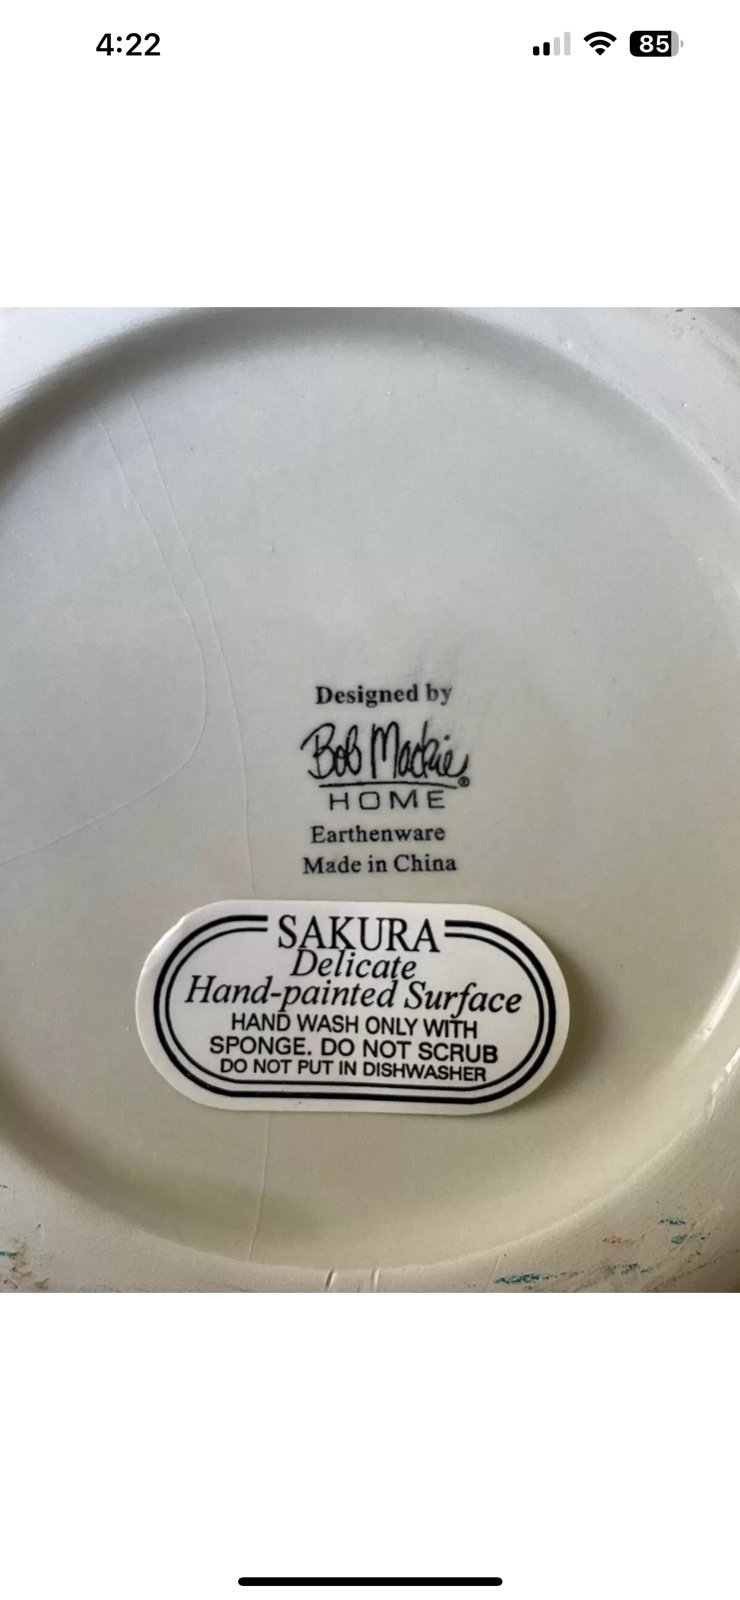 4:22
85
Designed by
Bob Mackie®
HOME
Earthenware
Made in China
SAKURA
Delicate
Hand-painted Surface
HAND WASH ONLY WITH
SPONGE. DO NOT SCRUB
DO NOT PUT IN DISHWASHER